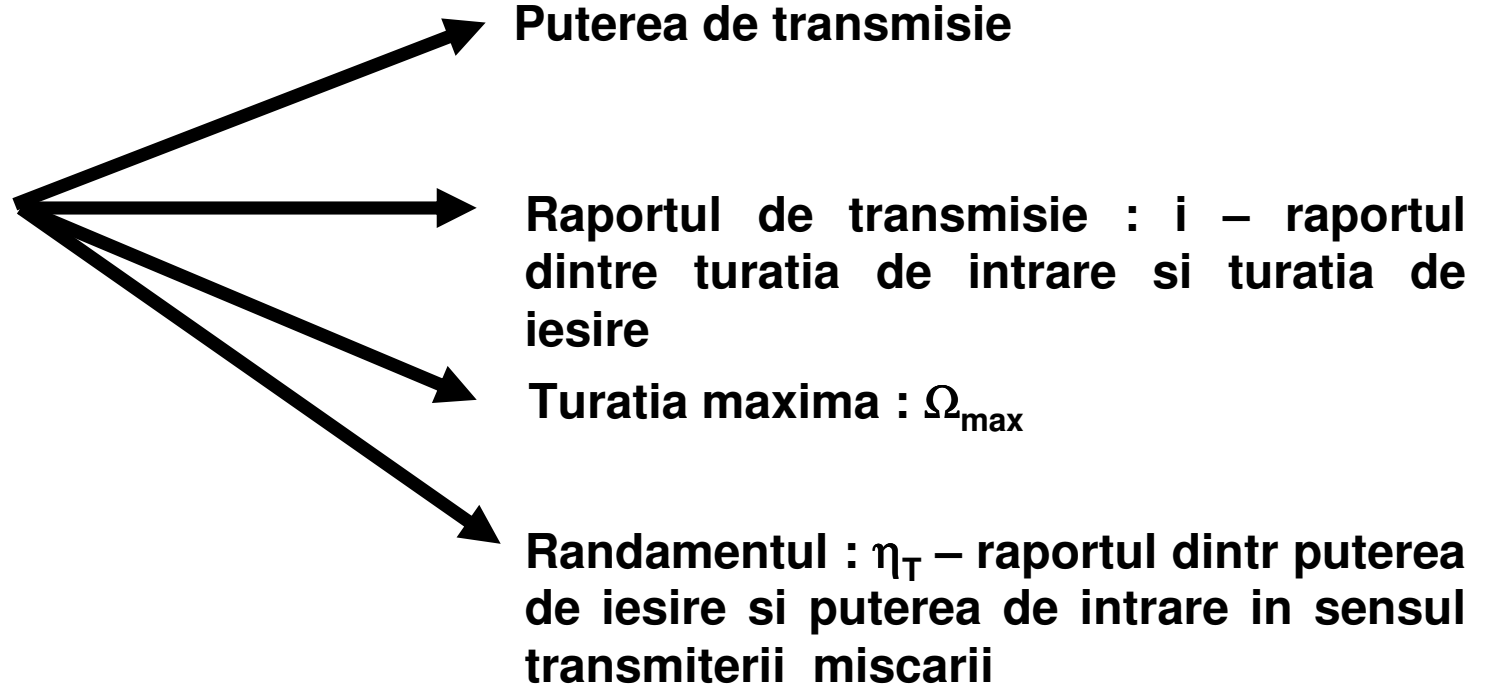 Puterea de transmisie
Raportul de transmisie : i – raportul
dintre turatia de intrare si turatia de
iesire
Turatia maxima : Ωmax
Randamentul : ηT – raportul dintr puterea
de iesire si puterea de intrare in sensul
transmiterii miscarii